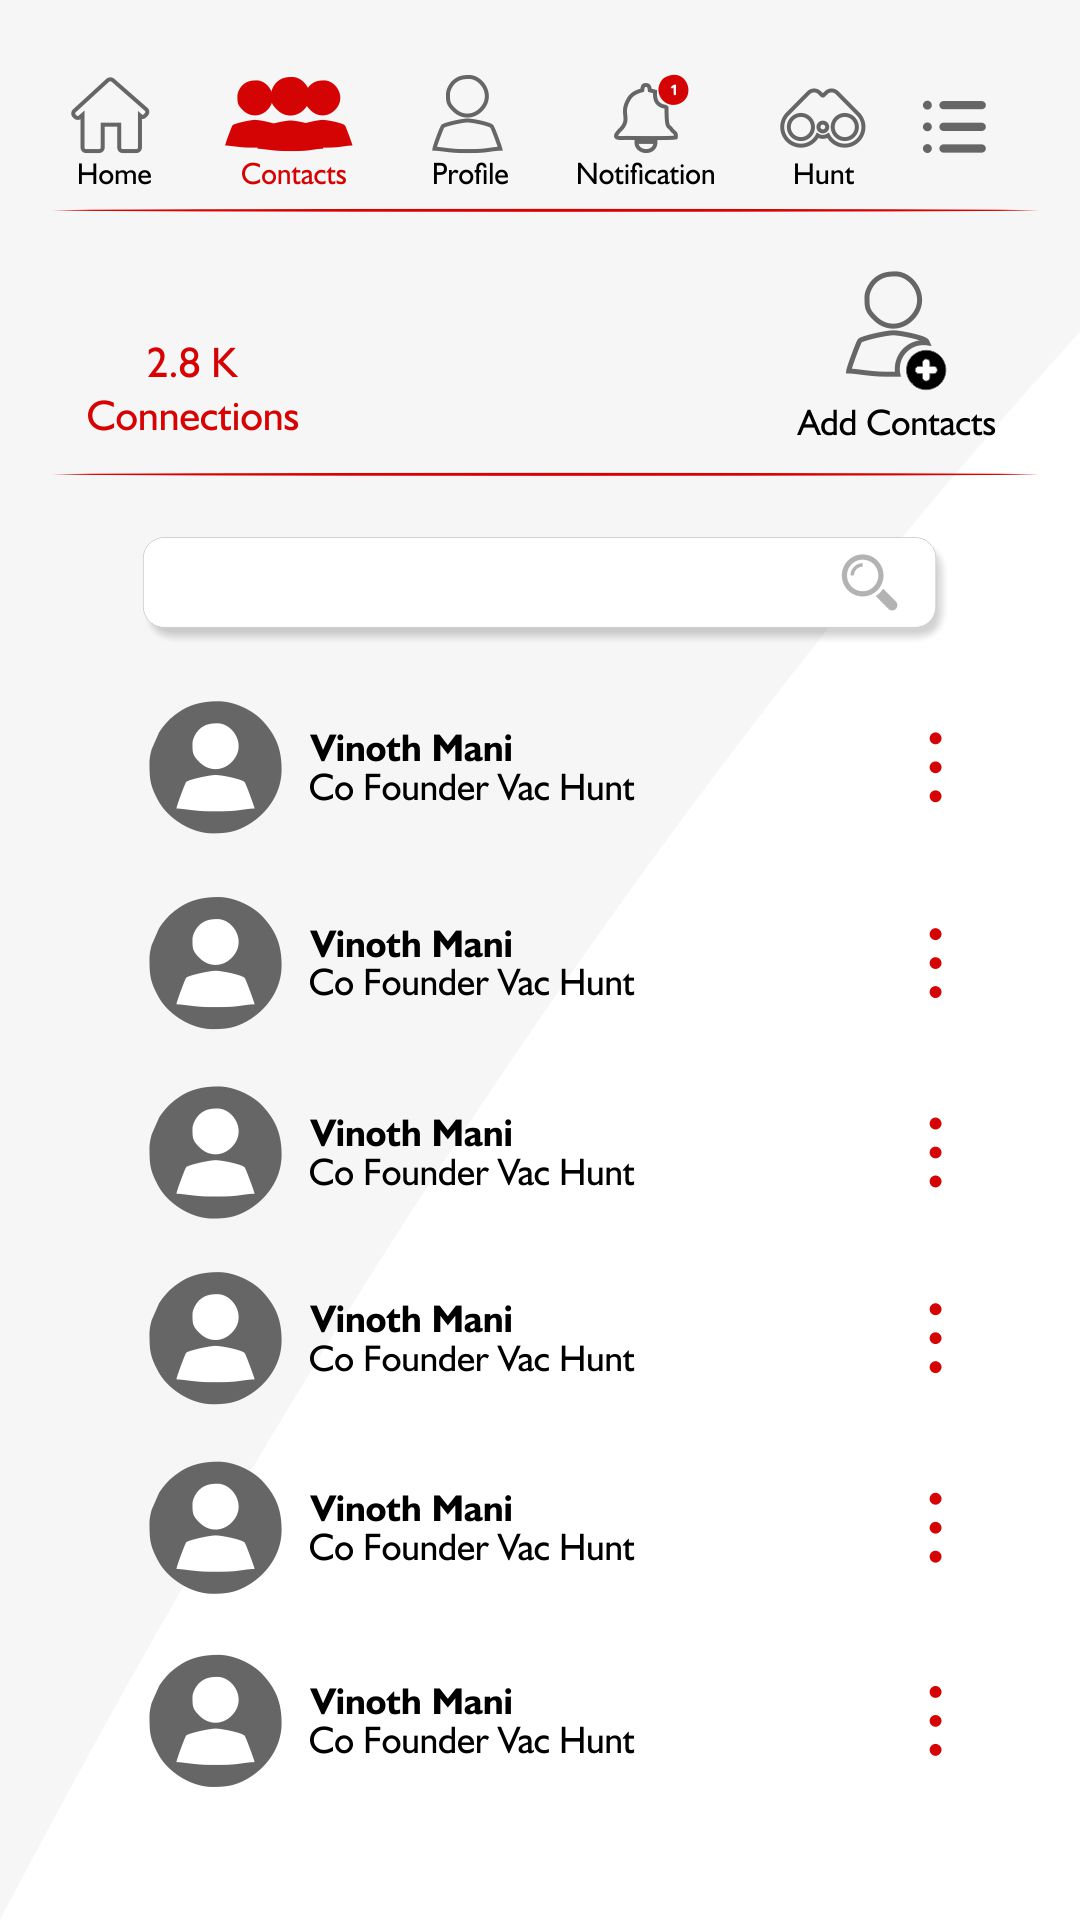 1
Home Contacts Profile Notification Hunt
2.8 K
Connections
Add Contacts
Vinoth Mani
Co Founder Vac Hunt
Vinoth Mani
Co Founder Vac Hunt
Vinoth Mani
Co Founder Vac Hunt
Vinoth Mani
Co Founder Vac Hunt
Vinoth Mani
Co Founder Vac Hunt
Vinoth Mani
Co Founder Vac Hunt